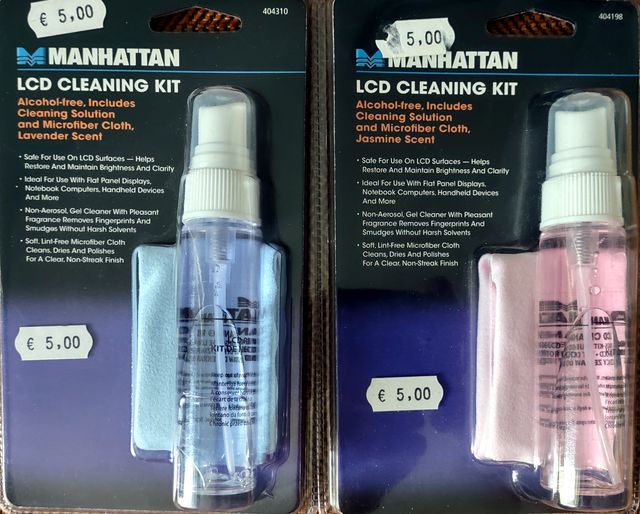 € 5,00
404310
MANHATTAN
LCD CLEANING KIT
Alcohol-free, Includes
Cleaning Solution
and Microfiber Cloth,
Lavender Scent
• Safe For Use On LCD Surfaces — Helps
Restore And Maintain Brightness And Clarity
• Ideal For Use With Flat Panel Displays,
Notebook Computers, Handheld Devices
And More
• Non-Aerosol, Gel Cleaner With Pleasant
Fragrance Removes Fingerprints And
Smudges Without Harsh Solvents
• Soft, Lint-Free Microfiber Cloth
Cleans, Dries And Polishes
For A Clear, Non-Streak Finish
€ 5,00
5,00
404198
MANHATTAN
LCD CLEANING KIT
Alcohol-free, Includes
Cleaning Solution
and Microfiber Cloth,
Jasmine Scent
• Safe For Use On LCD Surfaces — Helps
Restore And Maintain Brightness And Clarity
• Ideal For Use With Flat Panel Displays,
Notebook Computers, Handheld Devices
And More
• Non-Aerosol, Gel Cleaner With Pleasant
Fragrance Removes Fingerprints And
Smudges Without Harsh Solvents
• Soft, Lint-Free Microfiber Cloth
Cleans, Dries And Polishes
For A Clear, Non-Streak Finish
€ 5,00